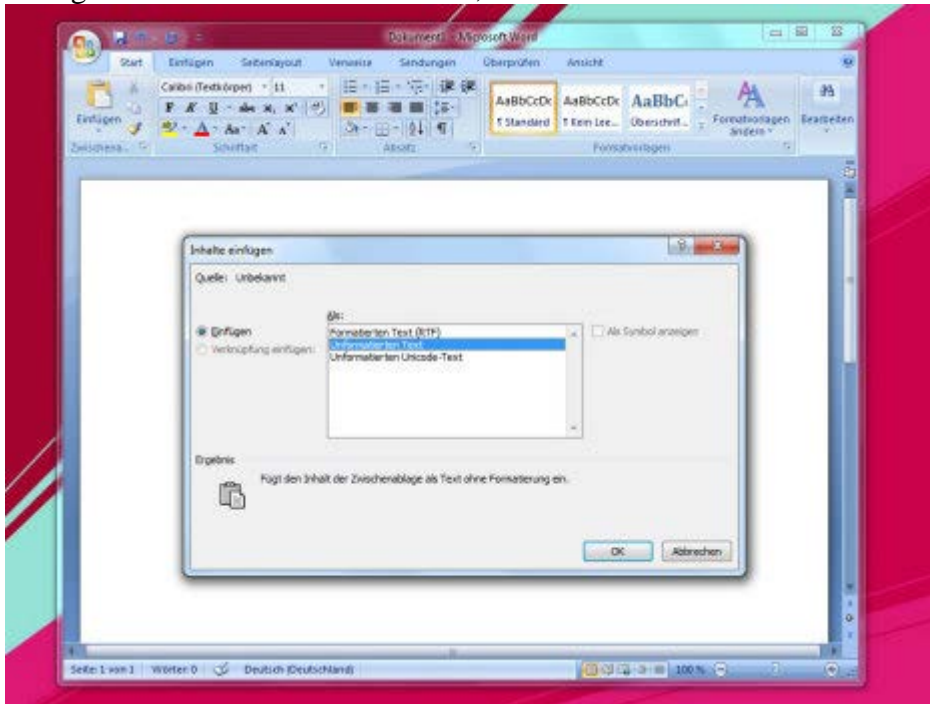 Dokument1 - Microsoft Word
Start Einfügen Seitenlayout Verweise Sendungen Überprüfen Ansicht
Calibri (Textkörper) 11
F K U abe x, x'
Aa A A
AaBbCcDc AaBbCcDc AaBbC
¶ Standard ¶ Kein Lee... Überschrif...
Einfügen
Formatvorlagen ändern
Bearbeiten
Zwischena... Schriftart Absatz Formatvorlagen
Inhalte einfügen
Quelle: Unbekannt
Als:
Einfügen
Verknüpfung einfügen:
Formatierten Text (RTF)
Unformatierten Text
Unformatierten Unicode-Text
Als Symbol anzeigen
Ergebnis
Fügt den Inhalt der Zwischenablage als Text ohne Formatierung ein.
OK Abbrechen
Seite: 1 von 1 Wörter: 0 Deutsch (Deutschland) 100 %